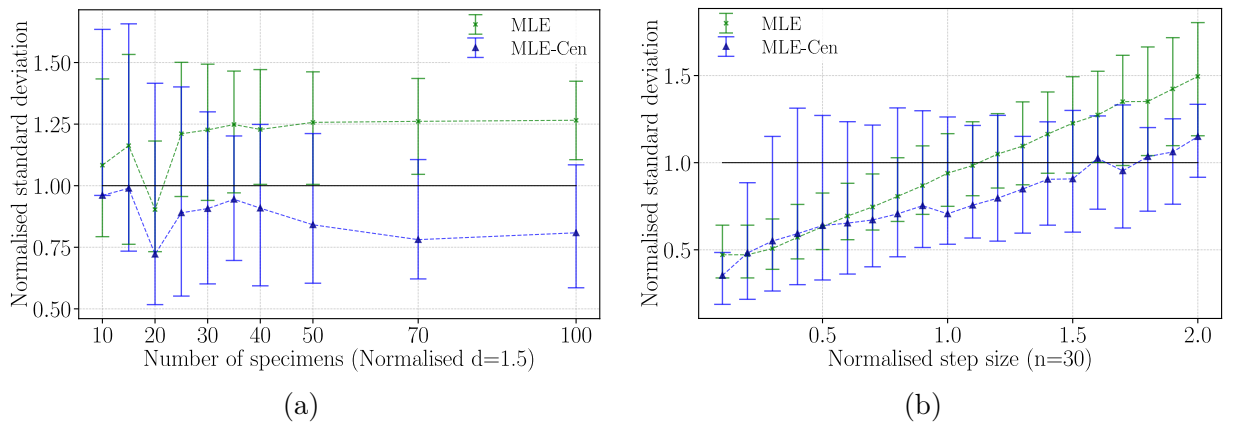 MLE
MLE-Cen
1.50
1.25
1.00
0.75
0.50
Normalised standard deviation
10 20 30 40 50 70 100
Number of specimens (Normalised d=1.5)
(a)
MLE
MLE-Cen
1.5
1.0
0.5
Normalised standard deviation
0.5 1.0 1.5 2.0
Normalised step size (n=30)
(b)